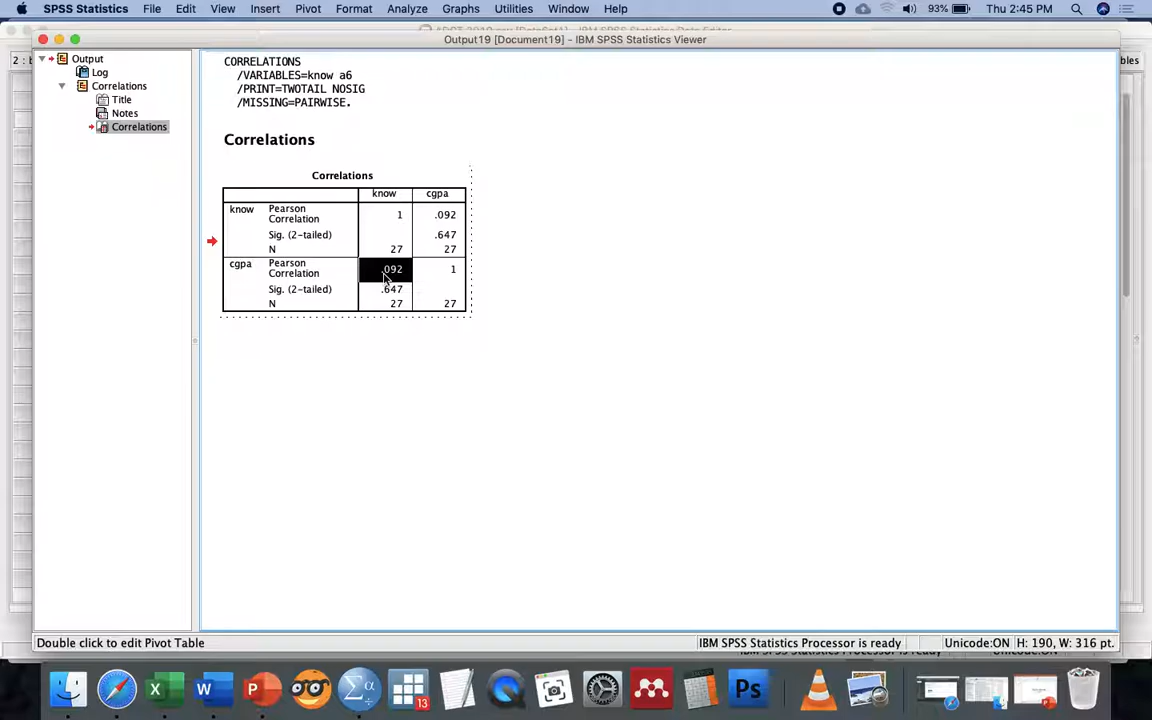 SPSS Statistics File Edit View Insert Pivot Format Analyze Graphs Utilities Window Help 93% Thu 2:45 PM
Output19 [Document19] - IBM SPSS Statistics Viewer
Output
Log
Correlations
Title
Notes
Correlations
CORRELATIONS
/VARIABLES=know a6
/PRINT=TWOTAIL NOSIG
/MISSING=PAIRWISE.
Correlations
Correlations
know cgpa
know Pearson Correlation 1 .092
Sig. (2-tailed) .647
N 27 27
cgpa Pearson Correlation .092 1
Sig. (2-tailed) .647
N 27 27
Double click to edit Pivot Table IBM SPSS Statistics Processor is ready Unicode:ON H: 190, W: 316 pt.
X W P Σα 13 Ps